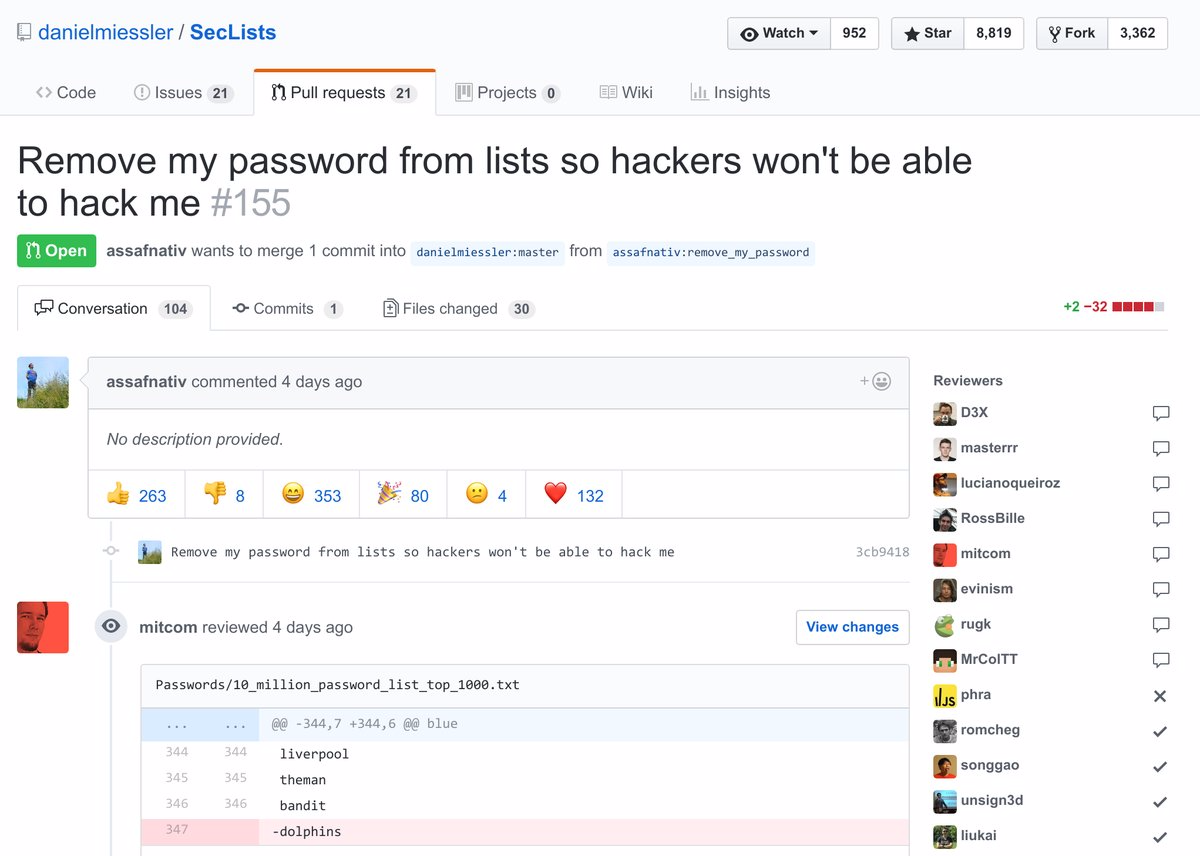 danielmiessler / SecLists
Watch 952 Star 8,819 Fork 3,362
Code Issues 21 Pull requests 21 Projects 0 Wiki Insights
Remove my password from lists so hackers won't be able
to hack me #155
Open assafnativ wants to merge 1 commit into danielmiessler:master from assafnativ:remove_my_password
Conversation 104 Commits 1 Files changed 30 +2 −32
assafnativ commented 4 days ago
No description provided.
263 8 353 80 4 132
Remove my password from lists so hackers won't be able to hack me 3cb9418
mitcom reviewed 4 days ago View changes
Passwords/10_million_password_list_top_1000.txt
... ... @@ -344,7 +344,6 @@ blue
344 344 liverpool
345 345 theman
346 346 bandit
347 -dolphins
Reviewers
D3X
masterrr
lucianoqueiroz
RossBille
mitcom
evinism
rugk
MrColTT
phra
romcheg
songgao
unsign3d
liukai